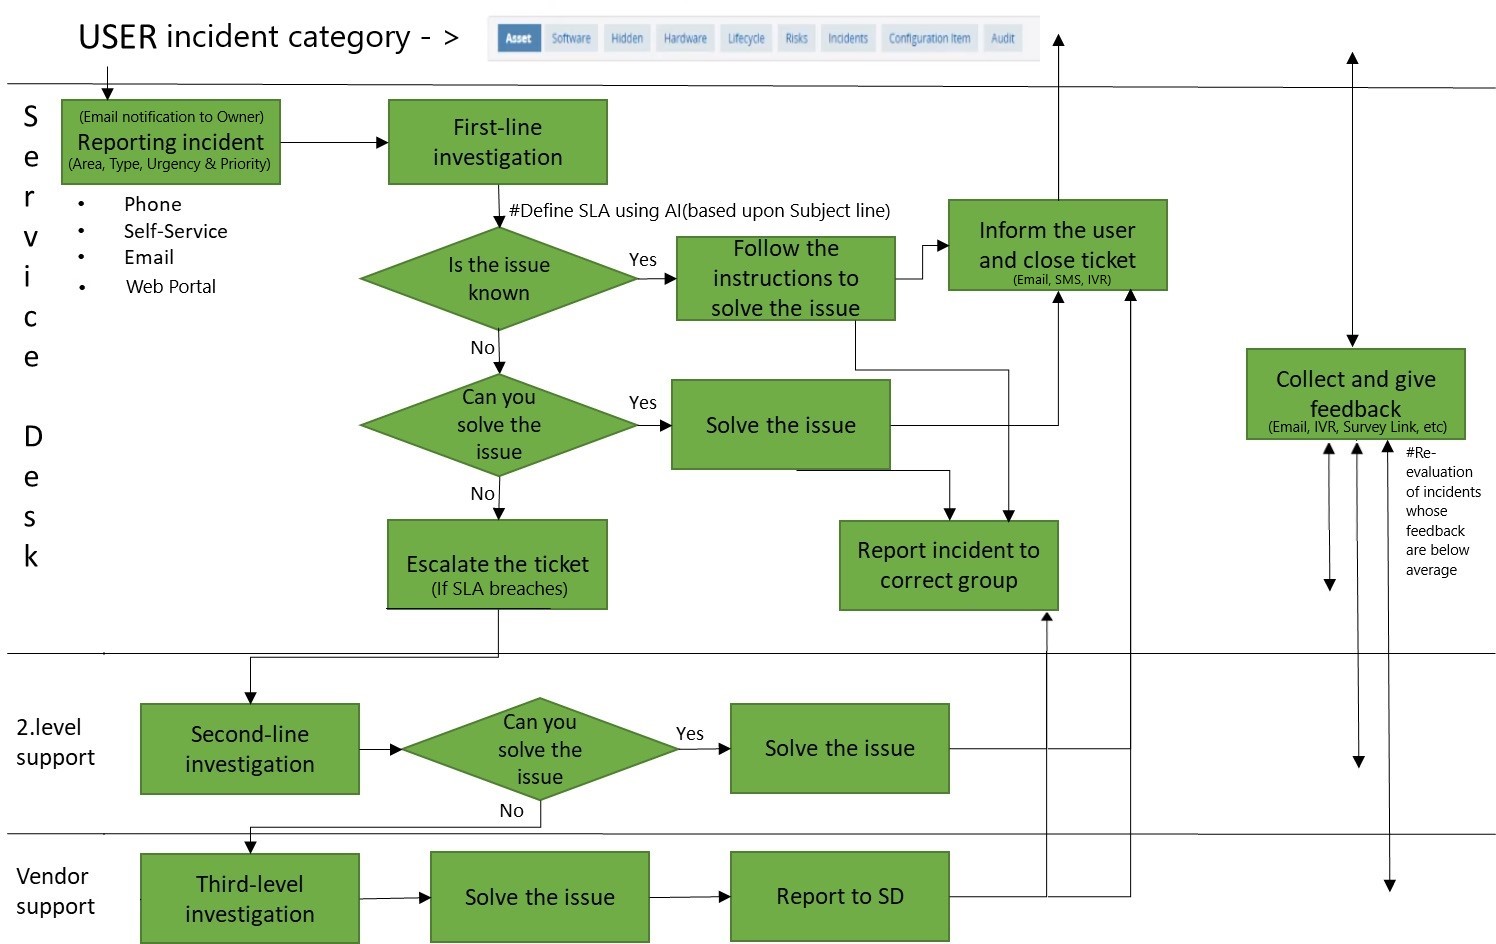 USER incident category - >
Asset Software Hidden Hardware Lifecycle Risks Incidents Configuration Item Audit
Service Desk
(Email notification to Owner)
Reporting incident
(Area, Type, Urgency & Priority)
• Phone
• Self-Service
• Email
• Web Portal
First-line
investigation
#Define SLA using AI(based upon Subject line)
Is the issue
known
Yes
Follow the
instructions to
solve the issue
Inform the user
and close ticket
(Email, SMS, IVR)
No
Can you
solve the
issue
Yes
Solve the issue
Collect and give
feedback
(Email, IVR, Survey Link, etc)
#Re-
evaluation
of incidents
whose
feedback
are below
average
No
Escalate the ticket
(If SLA breaches)
Report incident to
correct group
2.level
support
Second-line
investigation
Can you
solve the
issue
Yes
Solve the issue
No
Vendor
support
Third-level
investigation
Solve the issue
Report to SD